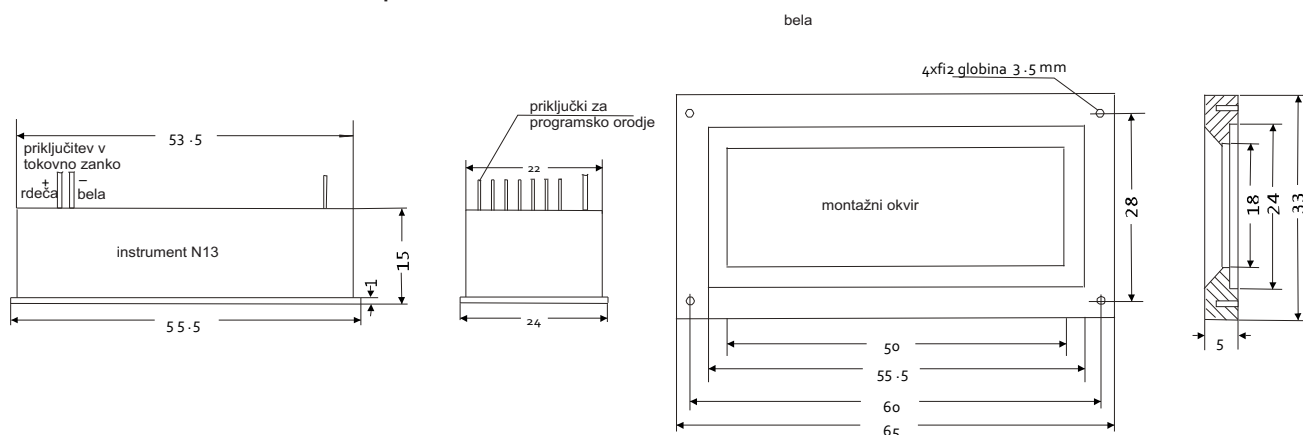 bela
4xfi2 globina 3.5 mm
priključki za
programsko orodje
53.5
priključitev v
tokovno zanko
+
–
rdeča
bela
22
instrument N13
15
1
55.5
24
montažni okvir
28
18
24
33
50
55.5
60
65
5